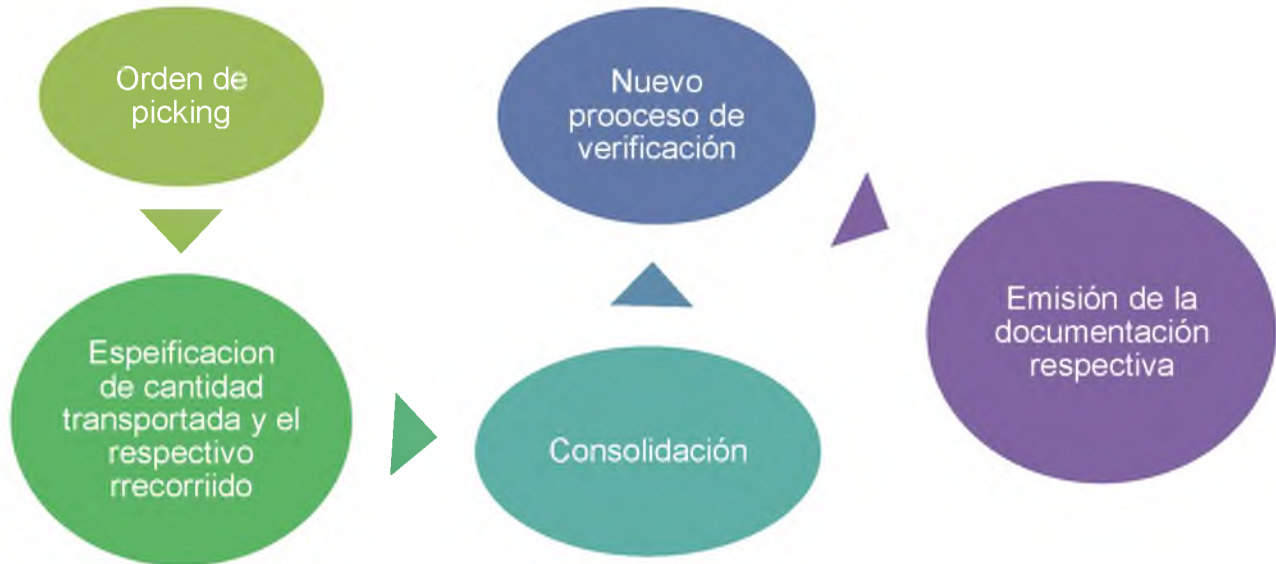 Orden de
picking
Espeificacion
de cantidad
transportada y el
respectivo
rrecorriido
Consolidación
Nuevo
prooceso de
verificación
Emisión de la
documentación
respectiva